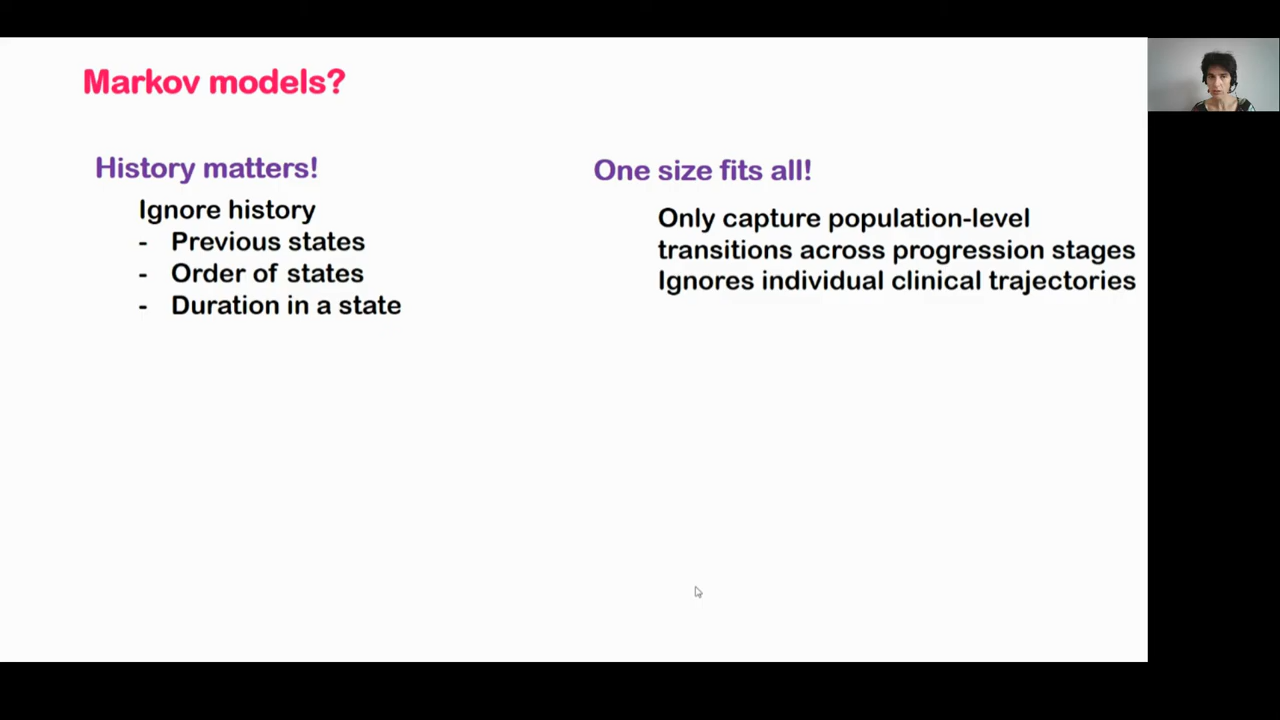 Markov models?
History matters!
Ignore history
- Previous states
- Order of states
- Duration in a state
One size fits all!
Only capture population-level
transitions across progression stages
Ignores individual clinical trajectories